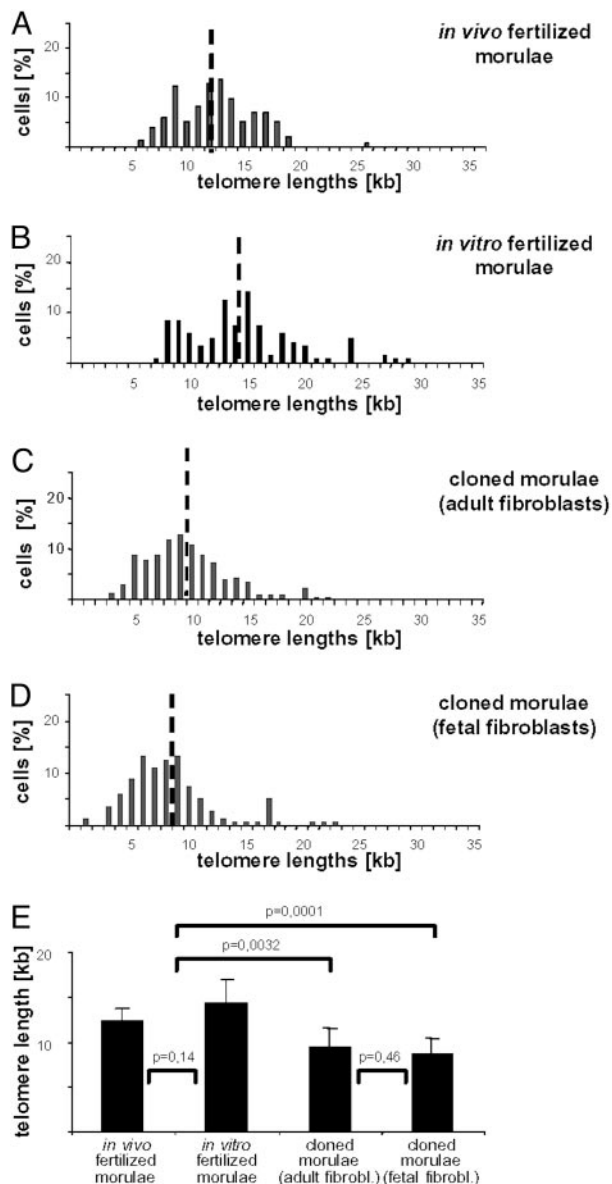 A
in vivo fertilized
morulae
cellsl [%]
20
10
5 10 15 20 25 30 35
telomere lengths [kb]
B
in vitro fertilized
morulae
cells [%]
20
10
5 10 15 20 25 30 35
telomere lengths [kb]
C
cloned morulae
(adult fibroblasts)
cells [%]
20
10
5 10 15 20 25 30 35
telomere lengths [kb]
D
cloned morulae
(fetal fibroblasts)
cells [%]
20
10
5 10 15 20 25 30 35
telomere lengths [kb]
E
p=0,0001
p=0,0032
telomere length [kb]
20
10
0
p=0,14 p=0,46
in vivo in vitro cloned cloned
fertilized fertilized morulae morulae
morulae morulae (adult fibrobl.) (fetal fibrobl.)